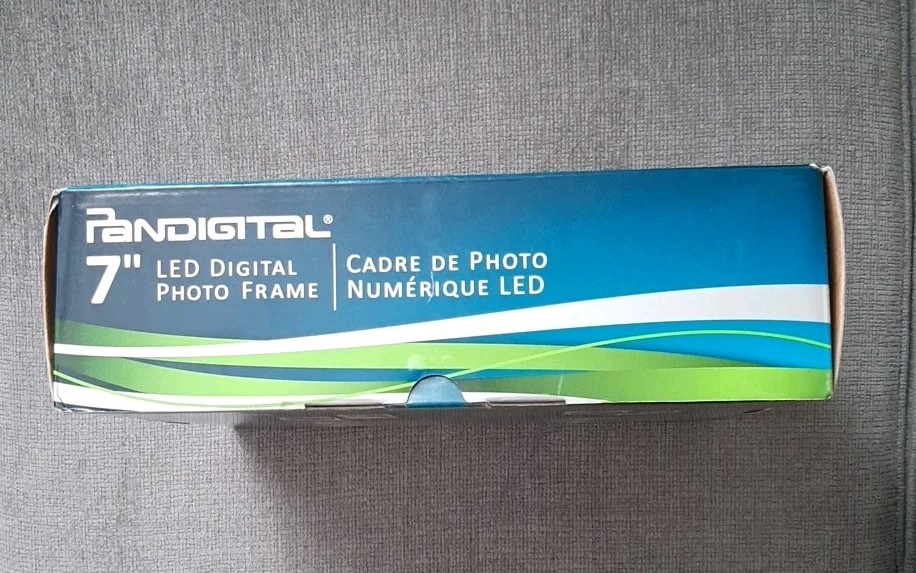 PANDIGITAL®
7" LED DIGITAL PHOTO FRAME
CADRE DE PHOTO NUMÉRIQUE LED